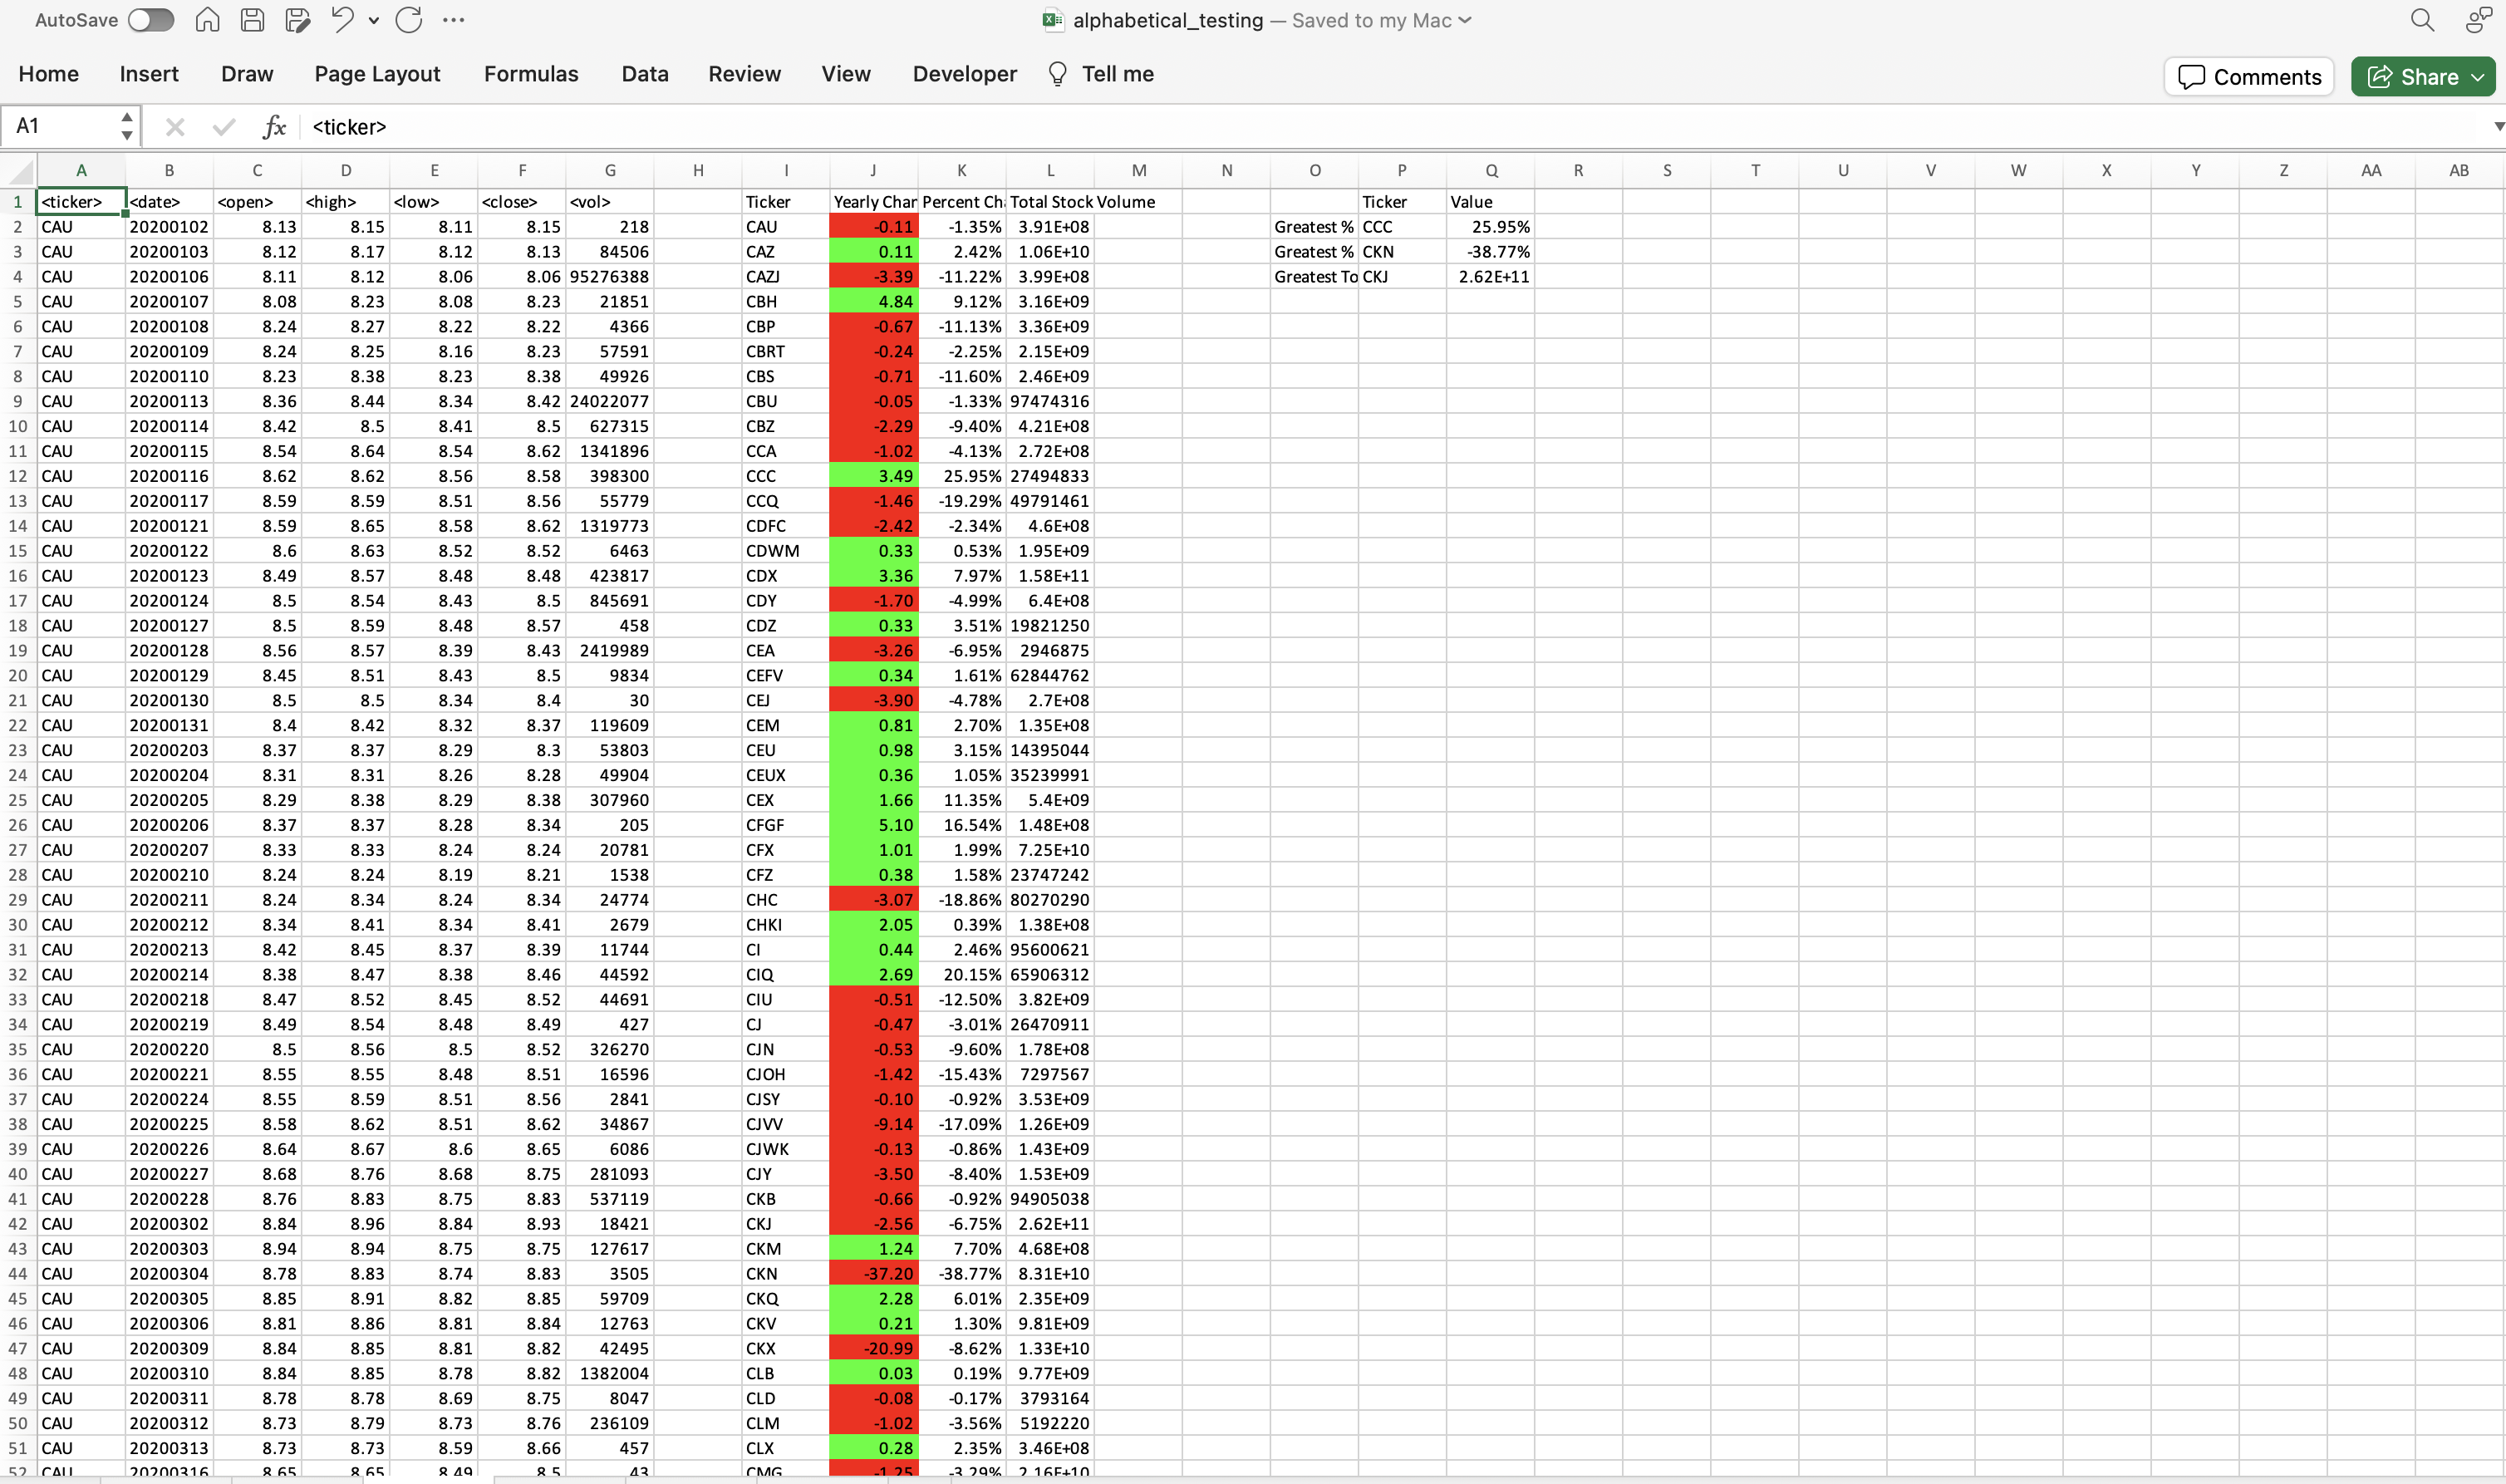 AutoSave alphabetical_testing — Saved to my Mac
Home Insert Draw Page Layout Formulas Data Review View Developer Tell me Comments Share
A1 fx <ticker>
A B C D E F G H I J K L M N O P Q R S T U V W X Y Z AA AB
1 <ticker> <date> <open> <high> <low> <close> <vol> Ticker Yearly Char Percent Ch Total Stock Volume Ticker Value
2 CAU 20200102 8.13 8.15 8.11 8.15 218 CAU -0.11 -1.35% 3.91E+08 Greatest % CCC 25.95%
3 CAU 20200103 8.12 8.17 8.12 8.13 84506 CAZ 0.11 2.42% 1.06E+10 Greatest % CKN -38.77%
4 CAU 20200106 8.11 8.12 8.06 8.06 95276388 CAZJ -3.39 -11.22% 3.99E+08 Greatest To CKJ 2.62E+11
5 CAU 20200107 8.08 8.23 8.08 8.23 21851 CBH 4.84 9.12% 3.16E+09
6 CAU 20200108 8.24 8.27 8.22 8.22 4366 CBP -0.67 -11.13% 3.36E+09
7 CAU 20200109 8.24 8.25 8.16 8.23 57591 CBRT -0.24 -2.25% 2.15E+09
8 CAU 20200110 8.23 8.38 8.23 8.38 49926 CBS -0.71 -11.60% 2.46E+09
9 CAU 20200113 8.36 8.44 8.34 8.42 24022077 CBU -0.05 -1.33% 97474316
10 CAU 20200114 8.42 8.5 8.41 8.5 627315 CBZ -2.29 -9.40% 4.21E+08
11 CAU 20200115 8.54 8.64 8.54 8.62 1341896 CCA -1.02 -4.13% 2.72E+08
12 CAU 20200116 8.62 8.62 8.56 8.58 398300 CCC 3.49 25.95% 27494833
13 CAU 20200117 8.59 8.59 8.51 8.56 55779 CCQ -1.46 -19.29% 49791461
14 CAU 20200121 8.59 8.65 8.58 8.62 1319773 CDFC -2.42 -2.34% 4.6E+08
15 CAU 20200122 8.6 8.63 8.52 8.52 6463 CDWM 0.33 0.53% 1.95E+09
16 CAU 20200123 8.49 8.57 8.48 8.48 423817 CDX 3.36 7.97% 1.58E+11
17 CAU 20200124 8.5 8.54 8.43 8.5 845691 CDY -1.70 -4.99% 6.4E+08
18 CAU 20200127 8.5 8.59 8.48 8.57 458 CDZ 0.33 3.51% 19821250
19 CAU 20200128 8.56 8.57 8.39 8.43 2419989 CEA -3.26 -6.95% 2946875
20 CAU 20200129 8.45 8.51 8.43 8.5 9834 CEFV 0.34 1.61% 62844762
21 CAU 20200130 8.5 8.5 8.34 8.4 30 CEJ -3.90 -4.78% 2.7E+08
22 CAU 20200131 8.4 8.42 8.32 8.37 119609 CEM 0.81 2.70% 1.35E+08
23 CAU 20200203 8.37 8.37 8.29 8.3 53803 CEU 0.98 3.15% 14395044
24 CAU 20200204 8.31 8.31 8.26 8.28 49904 CEUX 0.36 1.05% 35239991
25 CAU 20200205 8.29 8.38 8.29 8.38 307960 CEX 1.66 11.35% 5.4E+09
26 CAU 20200206 8.37 8.37 8.28 8.34 205 CFGF 5.10 16.54% 1.48E+08
27 CAU 20200207 8.33 8.33 8.24 8.24 20781 CFX 1.01 1.99% 7.25E+10
28 CAU 20200210 8.24 8.24 8.19 8.21 1538 CFZ 0.38 1.58% 23747242
29 CAU 20200211 8.24 8.34 8.24 8.34 24774 CHC -3.07 -18.86% 80270290
30 CAU 20200212 8.34 8.41 8.34 8.41 2679 CHKI 2.05 0.39% 1.38E+08
31 CAU 20200213 8.42 8.45 8.37 8.39 11744 CI 0.44 2.46% 95600621
32 CAU 20200214 8.38 8.47 8.38 8.46 44592 CIQ 2.69 20.15% 65906312
33 CAU 20200218 8.47 8.52 8.45 8.52 44691 CIU -0.51 -12.50% 3.82E+09
34 CAU 20200219 8.49 8.54 8.48 8.49 427 CJ -0.47 -3.01% 26470911
35 CAU 20200220 8.5 8.56 8.5 8.52 326270 CJN -0.53 -9.60% 1.78E+08
36 CAU 20200221 8.55 8.55 8.48 8.51 16596 CJOH -1.42 -15.43% 7297567
37 CAU 20200224 8.55 8.59 8.51 8.56 2841 CJSY -0.10 -0.92% 3.53E+09
38 CAU 20200225 8.58 8.62 8.51 8.62 34867 CJVV -9.14 -17.09% 1.26E+09
39 CAU 20200226 8.64 8.67 8.6 8.65 6086 CJWK -0.13 -0.86% 1.43E+09
40 CAU 20200227 8.68 8.76 8.68 8.75 281093 CJY -3.50 -8.40% 1.53E+09
41 CAU 20200228 8.76 8.83 8.75 8.83 537119 CKB -0.66 -0.92% 94905038
42 CAU 20200302 8.84 8.96 8.84 8.93 18421 CKJ -2.56 -6.75% 2.62E+11
43 CAU 20200303 8.94 8.94 8.75 8.75 127617 CKM 1.24 7.70% 4.68E+08
44 CAU 20200304 8.78 8.83 8.74 8.83 3505 CKN -37.20 -38.77% 8.31E+10
45 CAU 20200305 8.85 8.91 8.82 8.85 59709 CKQ 2.28 6.01% 2.35E+09
46 CAU 20200306 8.81 8.86 8.81 8.84 12763 CKV 0.21 1.30% 9.81E+09
47 CAU 20200309 8.84 8.85 8.81 8.82 42495 CKX -20.99 -8.62% 1.33E+10
48 CAU 20200310 8.84 8.85 8.78 8.82 1382004 CLB 0.03 0.19% 9.77E+09
49 CAU 20200311 8.78 8.78 8.69 8.75 8047 CLD -0.08 -0.17% 3793164
50 CAU 20200312 8.73 8.79 8.73 8.76 236109 CLM -1.02 -3.56% 5192220
51 CAU 20200313 8.73 8.73 8.59 8.66 457 CLX 0.28 2.35% 3.46E+08
52 CAU 20200316 8.65 8.65 8.49 8.5 43 CMG -1.25 -3.29% 2.16E+10